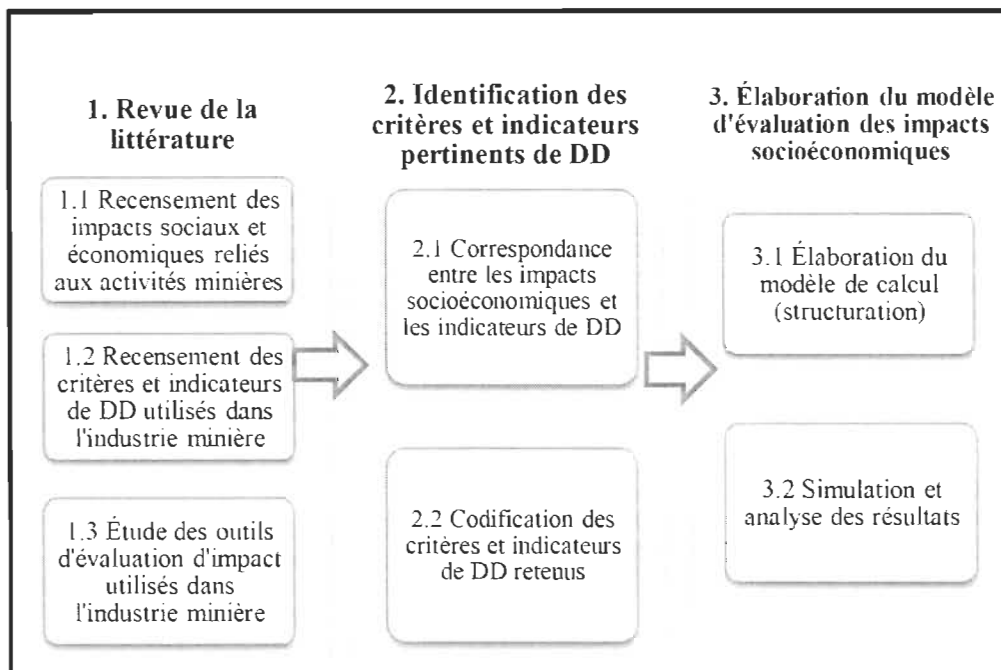 1. Revue de la
littérature
1.1 Recensement des
impacts sociaux et
économiques reliés
aux activités minières
1.2 Recensement des
critères et indicateurs
de DD utilisés dans
l'industrie minière
1.3 Étude des outils
d'évaluation d'impact
utilisés dans
l'industrie minière
2. Identification des
critères et indicateurs
pertinents de DD
2.1 Correspondance
entre les impacts
socioéconomiques et
les indicateurs de DD
2.2 Codification des
critères et indicateurs
de DD retenus
3. Élaboration du modèle
d'évaluation des impacts
socioéconomiques
3.1 Élaboration du
modèle de calcul
(structuration)
3.2 Simulation et
analyse des résultats